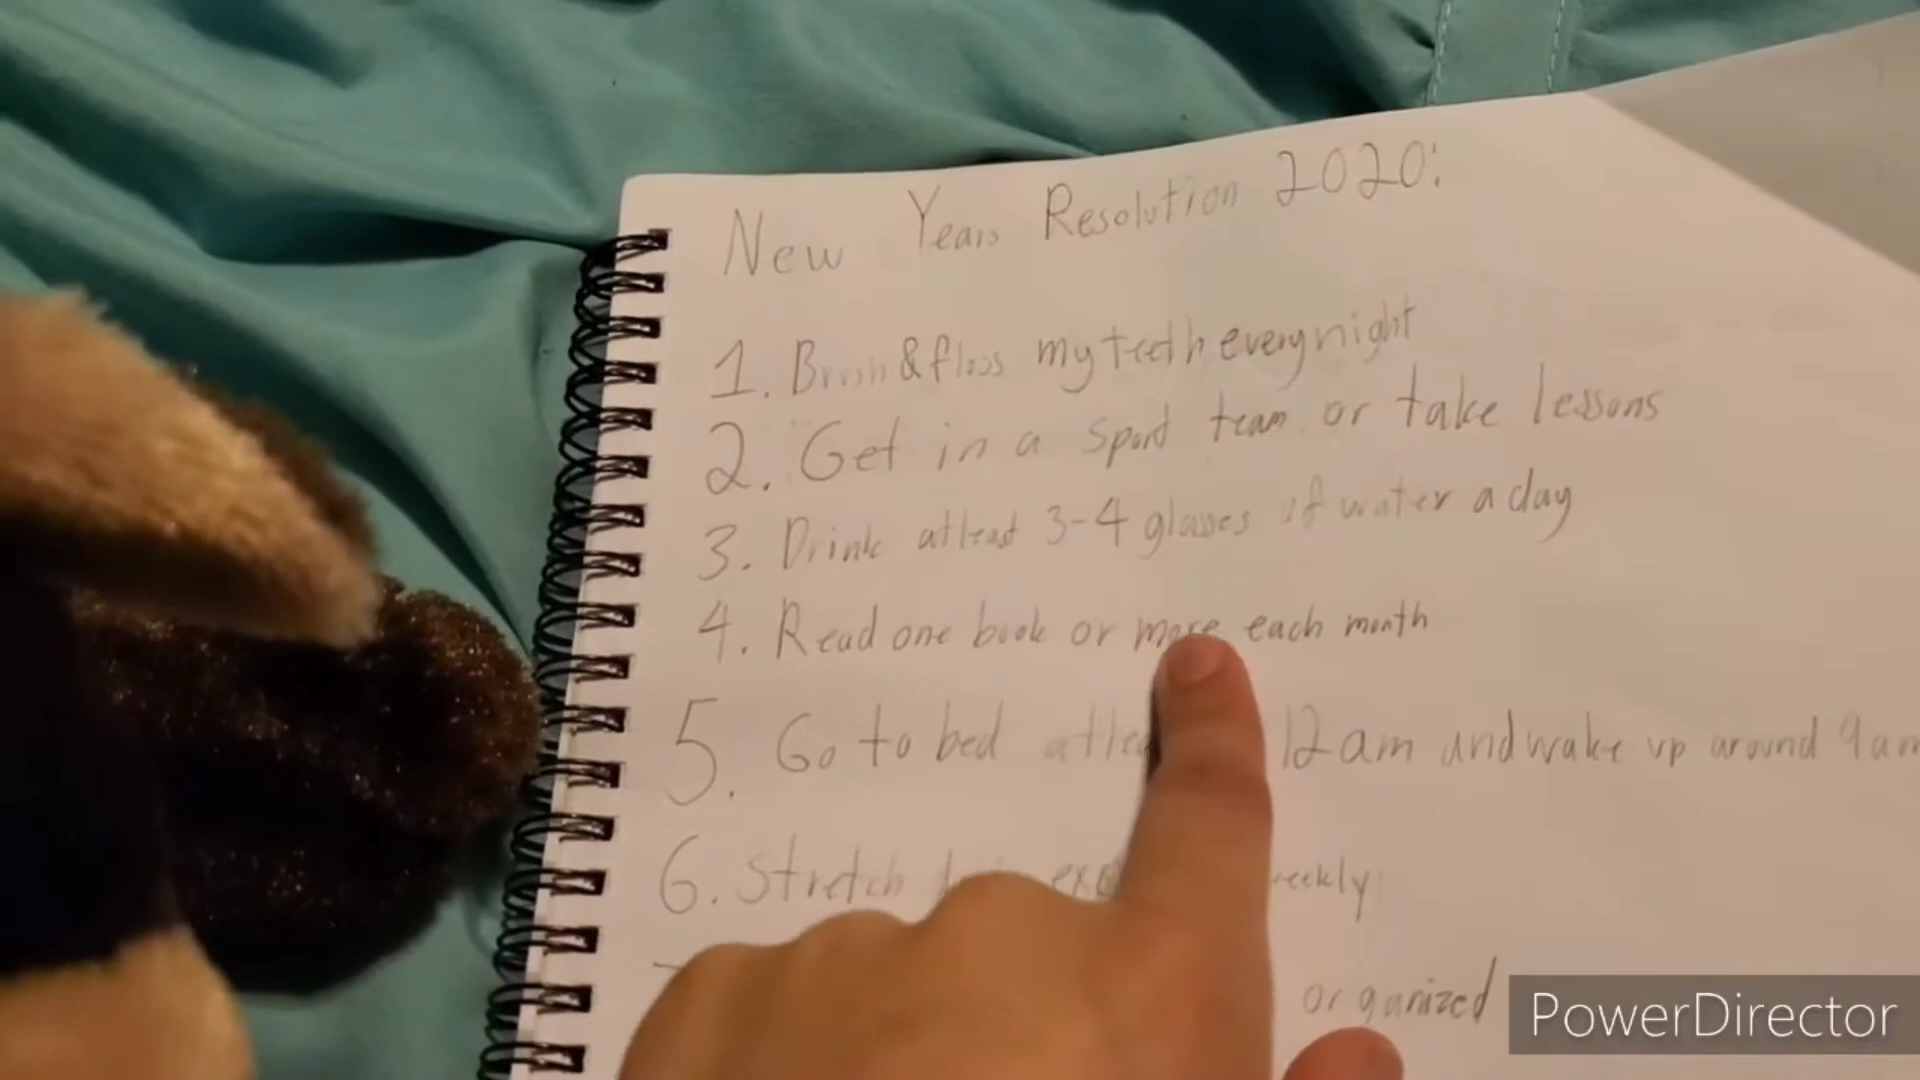 New Years Resolution 2020:
1. Brush & floss my teeth every night
2. Get in a sport team or take lessons
3. Drink atleast 3-4 glasses of water a day
4. Read one book or more each month
5. Go to bed 12am and wake up around 9am
6. Stretch weekly
organized
PowerDirector